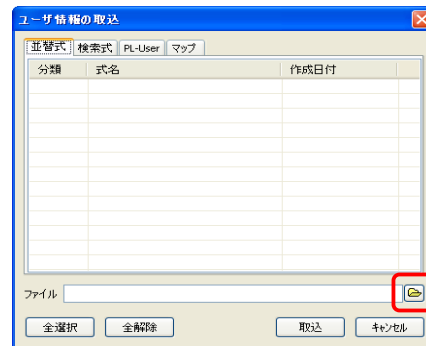 ユーザ情報の取込
並替式 検索式 PL-User マップ
分類 式名 作成日付
ファイル
全選択 全解除 取込 キャンセル